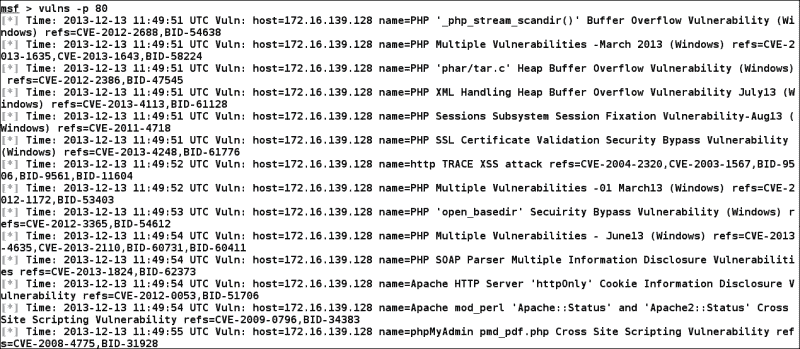 msf > vulns -p 80
[*] Time: 2013-12-13 11:49:51 UTC Vuln: host=172.16.139.128 name=PHP '_php_stream_scandir()' Buffer Overflow Vulnerability (Wi
ndows) refs=CVE-2012-2688,BID-54638
[*] Time: 2013-12-13 11:49:51 UTC Vuln: host=172.16.139.128 name=PHP Multiple Vulnerabilities -March 2013 (Windows) refs=CVE-2
013-1635,CVE-2013-1643,BID-58224
[*] Time: 2013-12-13 11:49:51 UTC Vuln: host=172.16.139.128 name=PHP 'phar/tar.c' Heap Buffer Overflow Vulnerability (Windows)
 refs=CVE-2012-2386,BID-47545
[*] Time: 2013-12-13 11:49:51 UTC Vuln: host=172.16.139.128 name=PHP XML Handling Heap Buffer Overflow Vulnerability July13 (W
indows) refs=CVE-2013-4113,BID-61128
[*] Time: 2013-12-13 11:49:51 UTC Vuln: host=172.16.139.128 name=PHP Sessions Subsystem Session Fixation Vulnerability-Aug13 (
Windows) refs=CVE-2011-4718
[*] Time: 2013-12-13 11:49:51 UTC Vuln: host=172.16.139.128 name=PHP SSL Certificate Validation Security Bypass Vulnerability
(Windows) refs=CVE-2013-4248,BID-61776
[*] Time: 2013-12-13 11:49:52 UTC Vuln: host=172.16.139.128 name=http TRACE XSS attack refs=CVE-2004-2320,CVE-2003-1567,BID-95
06,BID-9561,BID-11604
[*] Time: 2013-12-13 11:49:52 UTC Vuln: host=172.16.139.128 name=PHP Multiple Vulnerabilities -01 March13 (Windows) refs=CVE-2
012-1172,BID-53403
[*] Time: 2013-12-13 11:49:53 UTC Vuln: host=172.16.139.128 name=PHP 'open_basedir' Secuirity Bypass Vulnerability (Windows) r
efs=CVE-2012-3365,BID-54612
[*] Time: 2013-12-13 11:49:54 UTC Vuln: host=172.16.139.128 name=PHP Multiple Vulnerabilities - June13 (Windows) refs=CVE-2013
-4635,CVE-2013-2110,BID-60731,BID-60411
[*] Time: 2013-12-13 11:49:54 UTC Vuln: host=172.16.139.128 name=PHP SOAP Parser Multiple Information Disclosure Vulnerabiliti
es refs=CVE-2013-1824,BID-62373
[*] Time: 2013-12-13 11:49:54 UTC Vuln: host=172.16.139.128 name=Apache HTTP Server 'httpOnly' Cookie Information Disclosure V
ulnerability refs=CVE-2012-0053,BID-51706
[*] Time: 2013-12-13 11:49:54 UTC Vuln: host=172.16.139.128 name=Apache mod_perl 'Apache::Status' and 'Apache2::Status' Cross
Site Scripting Vulnerability refs=CVE-2009-0796,BID-34383
[*] Time: 2013-12-13 11:49:55 UTC Vuln: host=172.16.139.128 name=phpMyAdmin pmd_pdf.php Cross Site Scripting Vulnerability ref
s=CVE-2008-4775,BID-31928